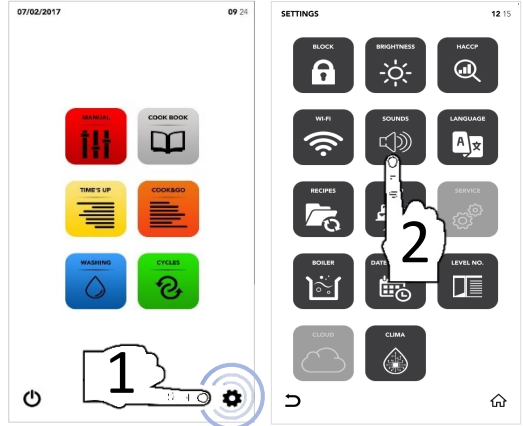 07/02/2017 09 24
MANUAL COOK BOOK
TIME'S UP COOK&GO
WASHING CYCLES
1
SETTINGS 12 15
BLOCK BRIGHTNESS HACCP
WI-FI SOUNDS LANGUAGE
A
RECIPES SERVICE
2
BOILER DATE LEVEL NO.
CLOUD CLIMA